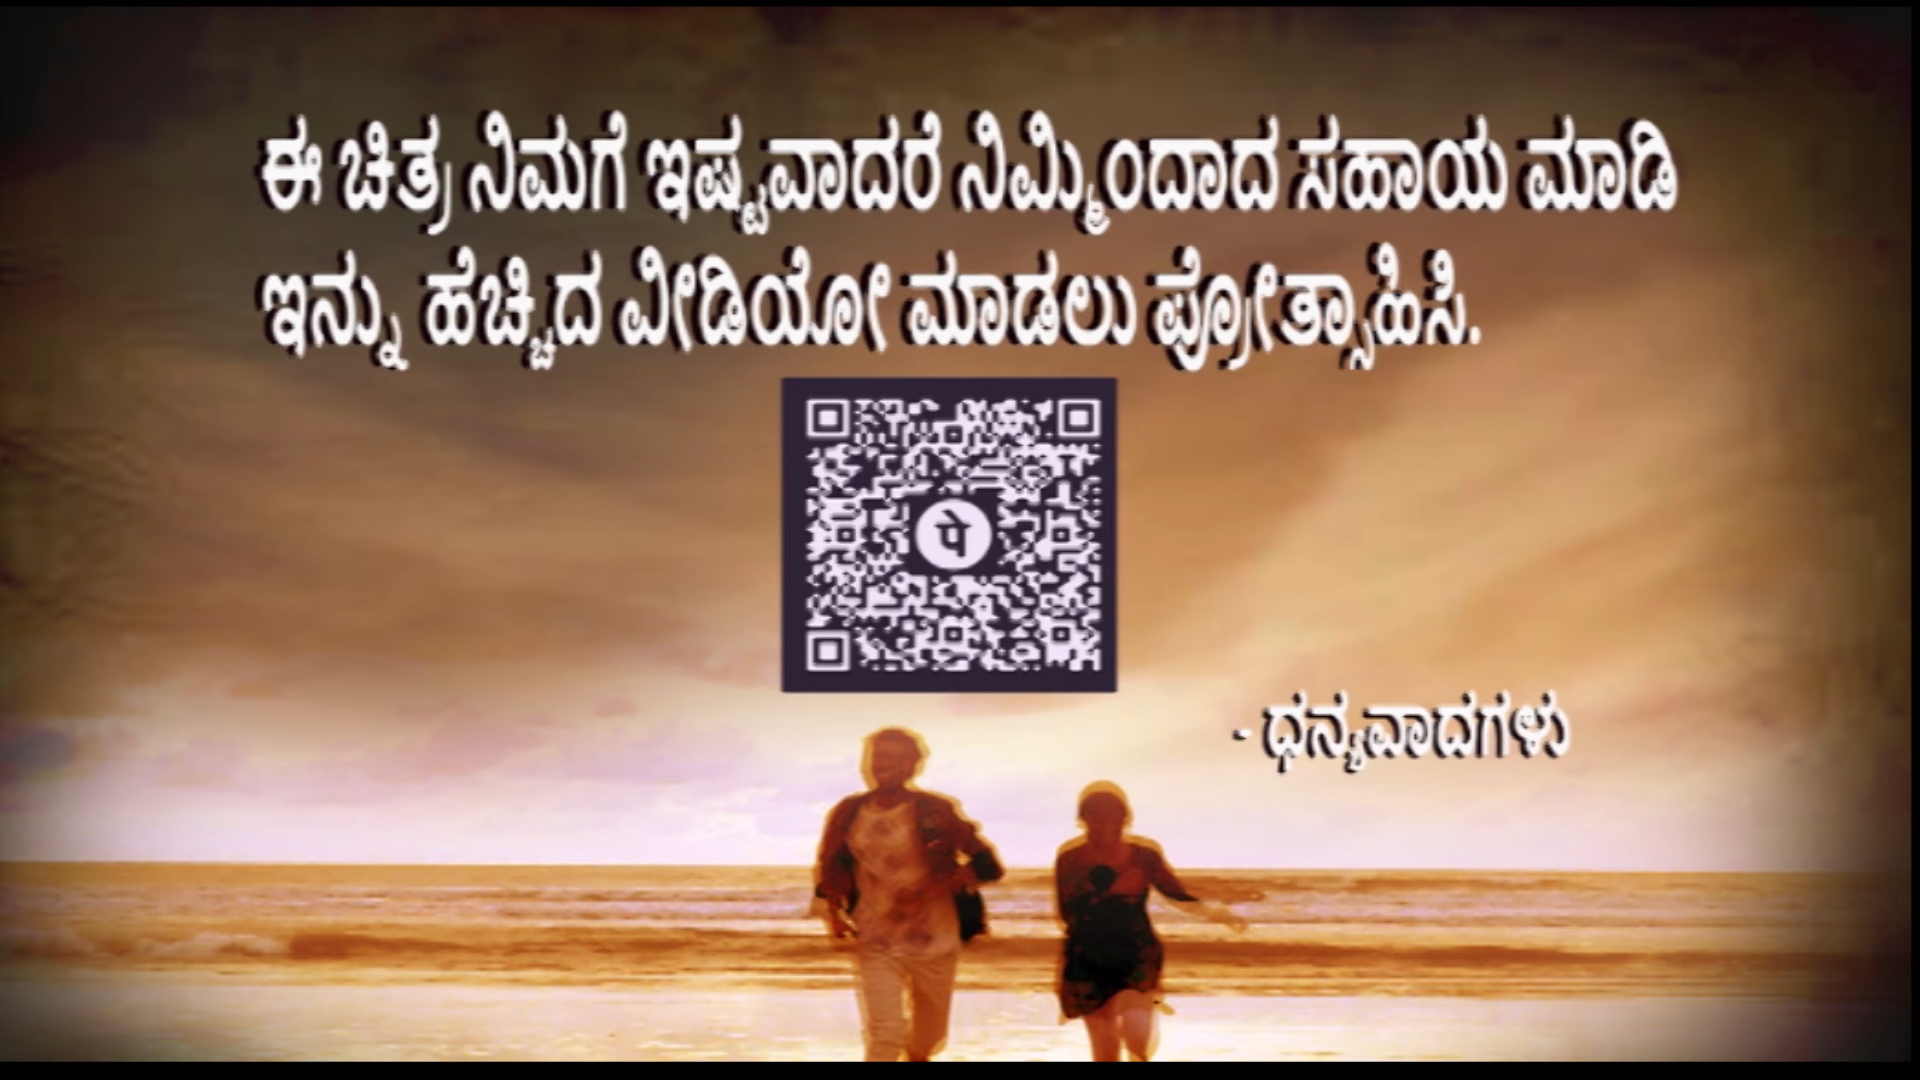 ಈ ಚಿತ್ರ ನಿಮಗೆ ಇಷ್ಟವಾದರೆ ನಿಮ್ಮಿಂದಾದ ಸಹಾಯ ಮಾಡಿ
ಇನ್ನು ಹೆಚ್ಚಿದ ವೀಡಿಯೋ ಮಾಡಲು ಪ್ರೋತ್ಸಾಹಿಸಿ.
पे
- ಧನ್ಯವಾದಗಳು